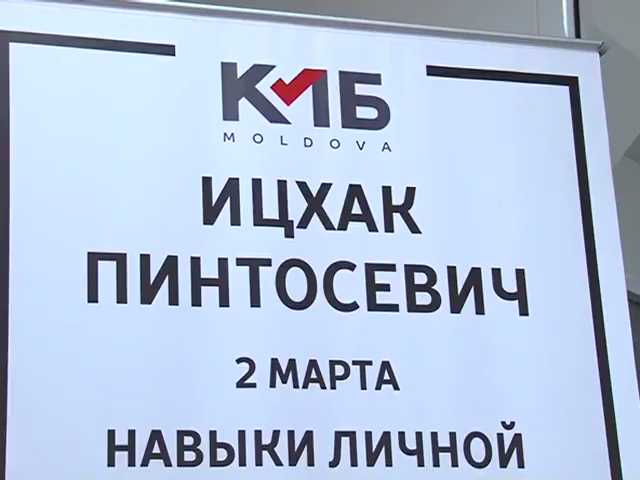 КМБ
MOLDOVA
ИЦХАК
ПИНТОСЕВИЧ
2 МАРТА
НАВЫКИ ЛИЧНОЙ